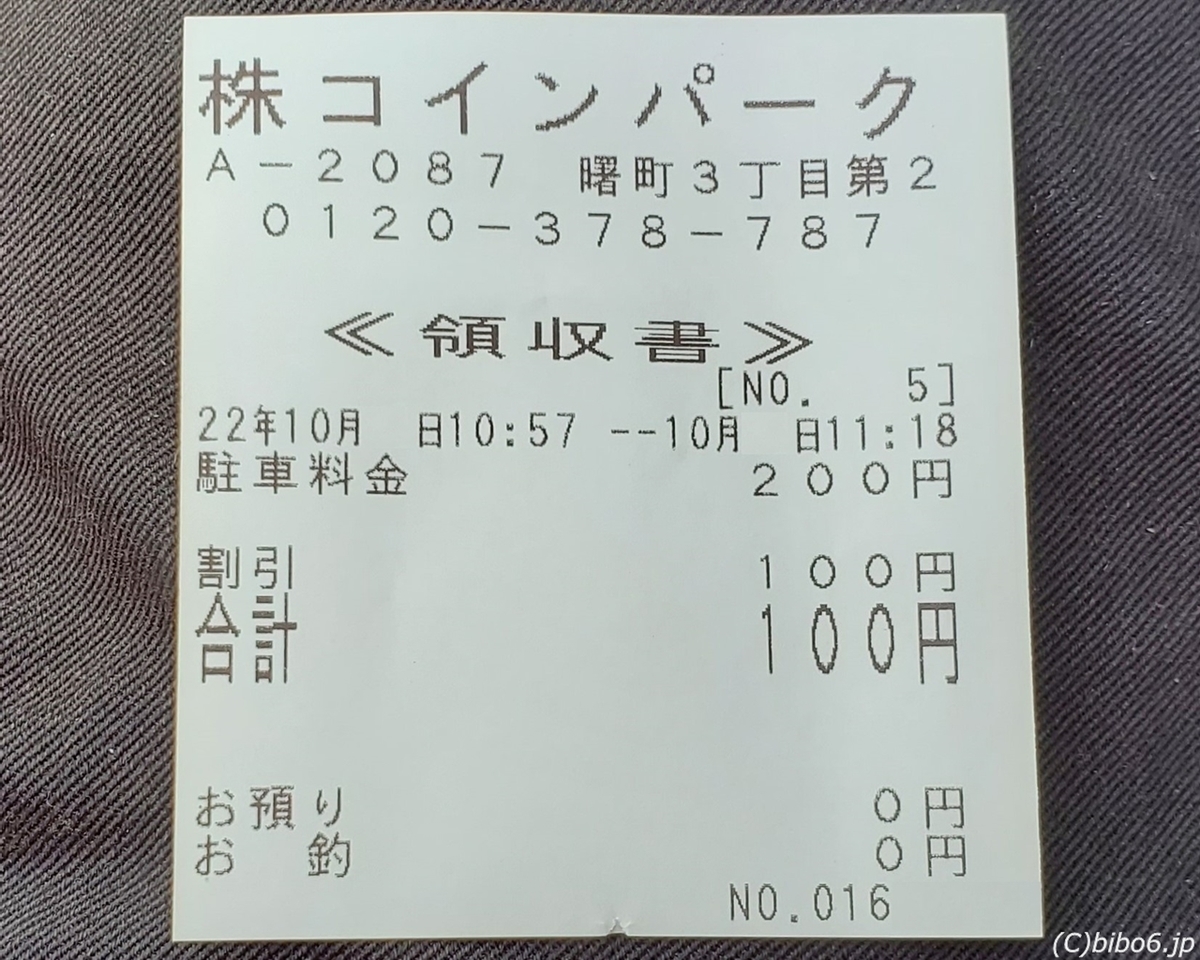 株コインパーク
A-2087 曙町3丁目第2
0120-378-787
≪領収書≫
[NO. 5]
22年10月 日10:57 --10月 日11:18
駐車料金 200円
割引 100円
合計 100円
お預り 0円
お 釣 0円
NO.016
(C)bibo6.jp